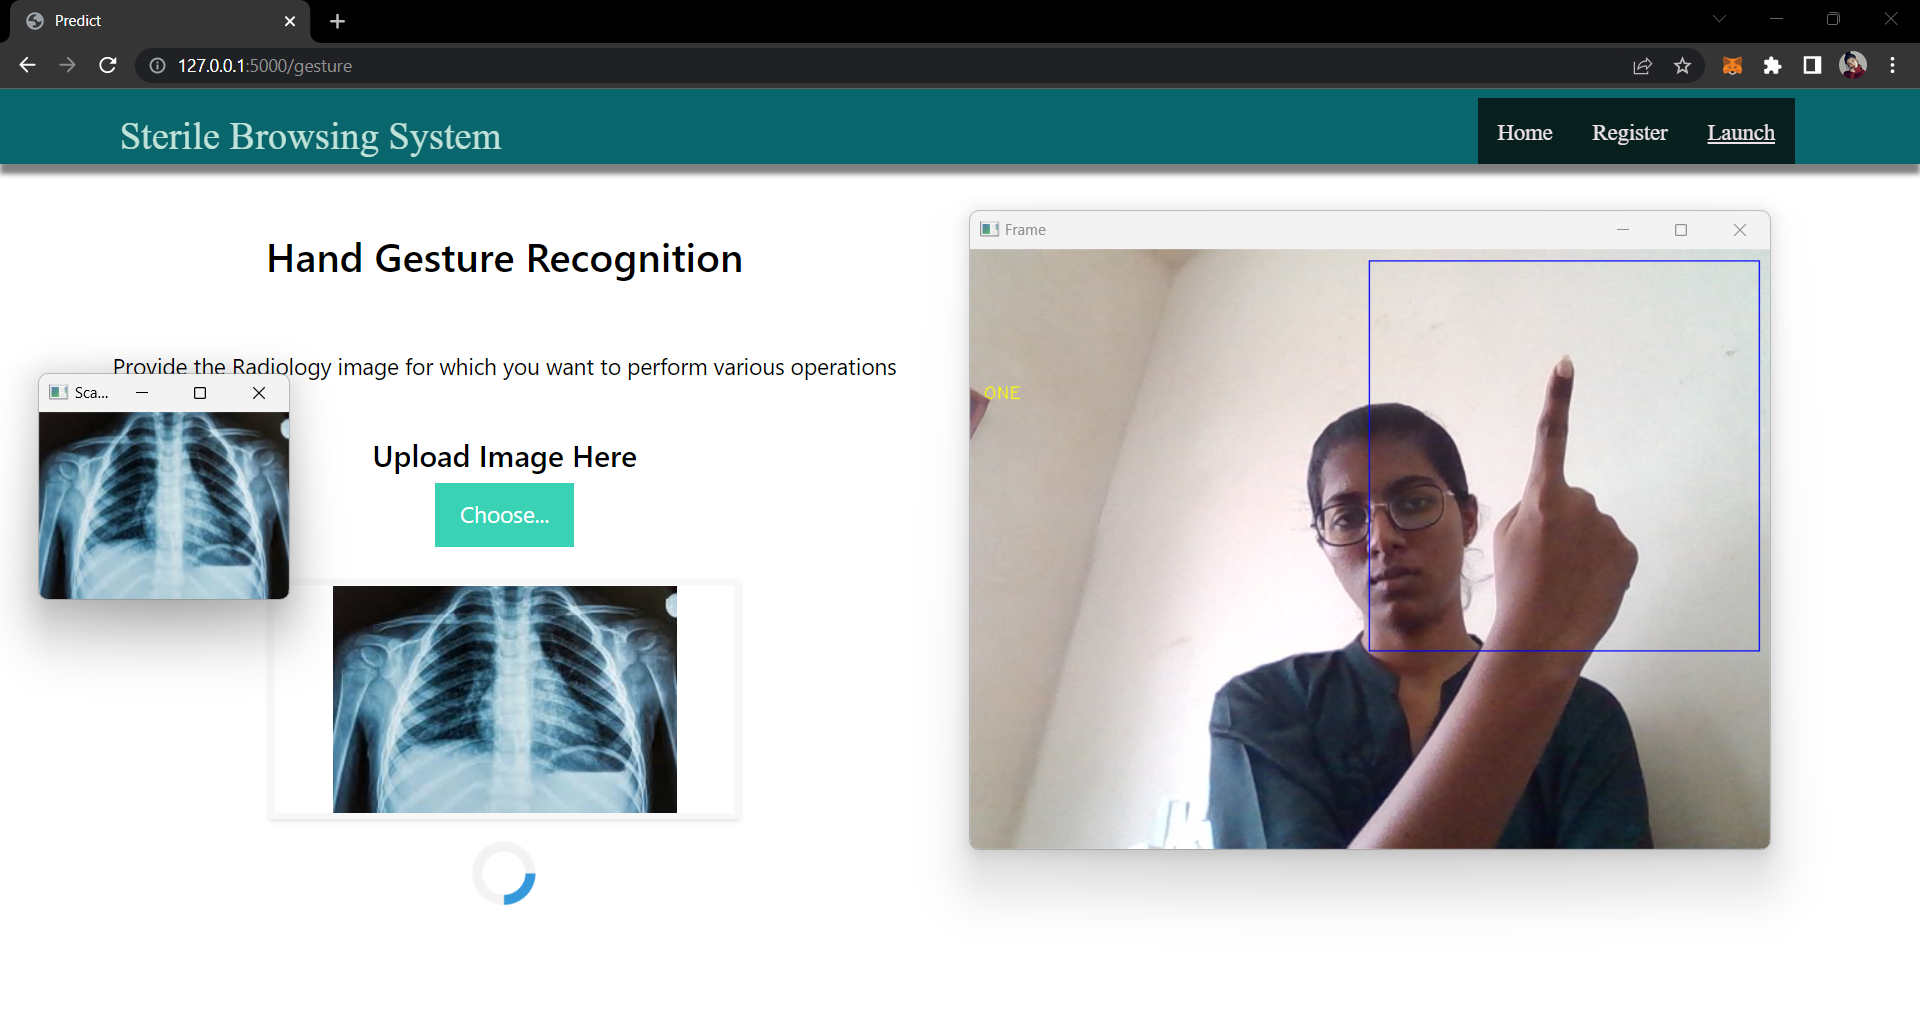 Predict
127.0.0.1:5000/gesture
Sterile Browsing System
Home Register Launch
Hand Gesture Recognition
Provide the Radiology image for which you want to perform various operations
Sca...
Upload Image Here
Choose...
Frame
ONE